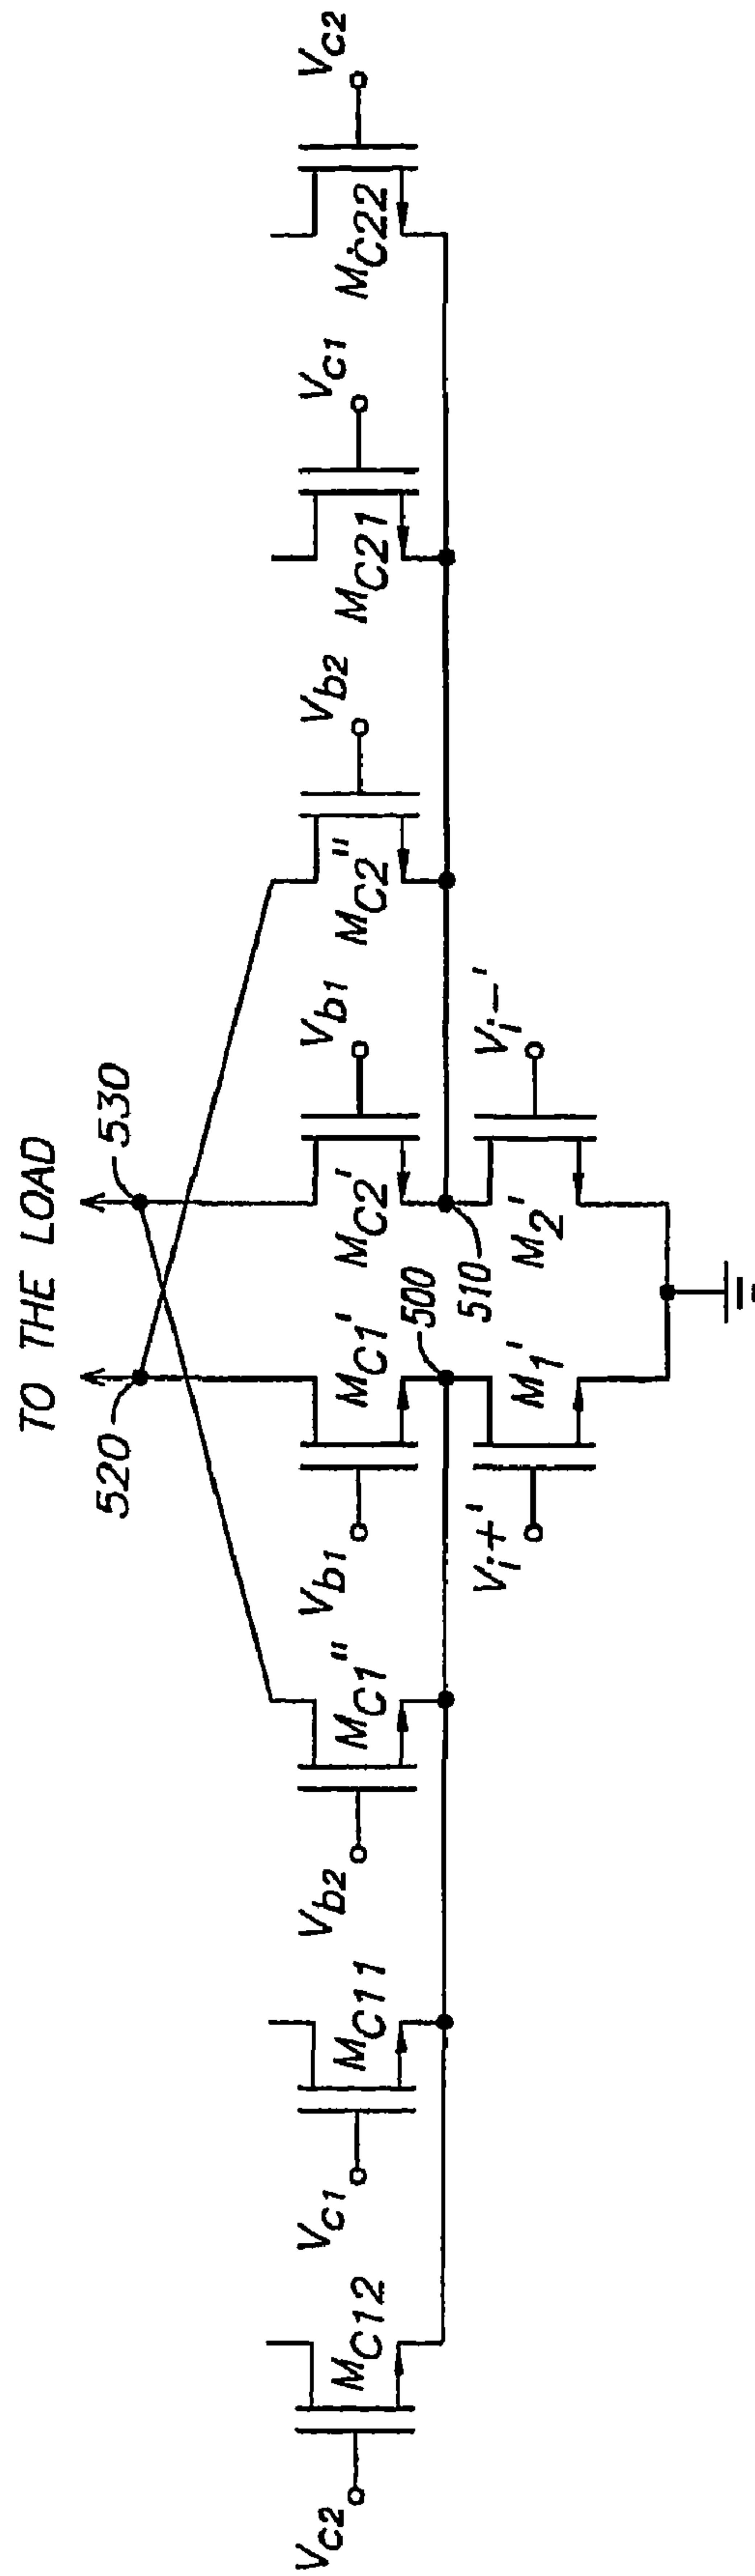 TO THE LOAD
520
530
V_C2
M_C12
V_C1
M_C11
V_b2
M_C1"
V_b1
M_C1'
M_C2'
V_b1
M_C2"
V_b2
M_C21
V_C1
M_C22
V_C2
500
510
V_i+'
M_1'
M_2'
V_i-'